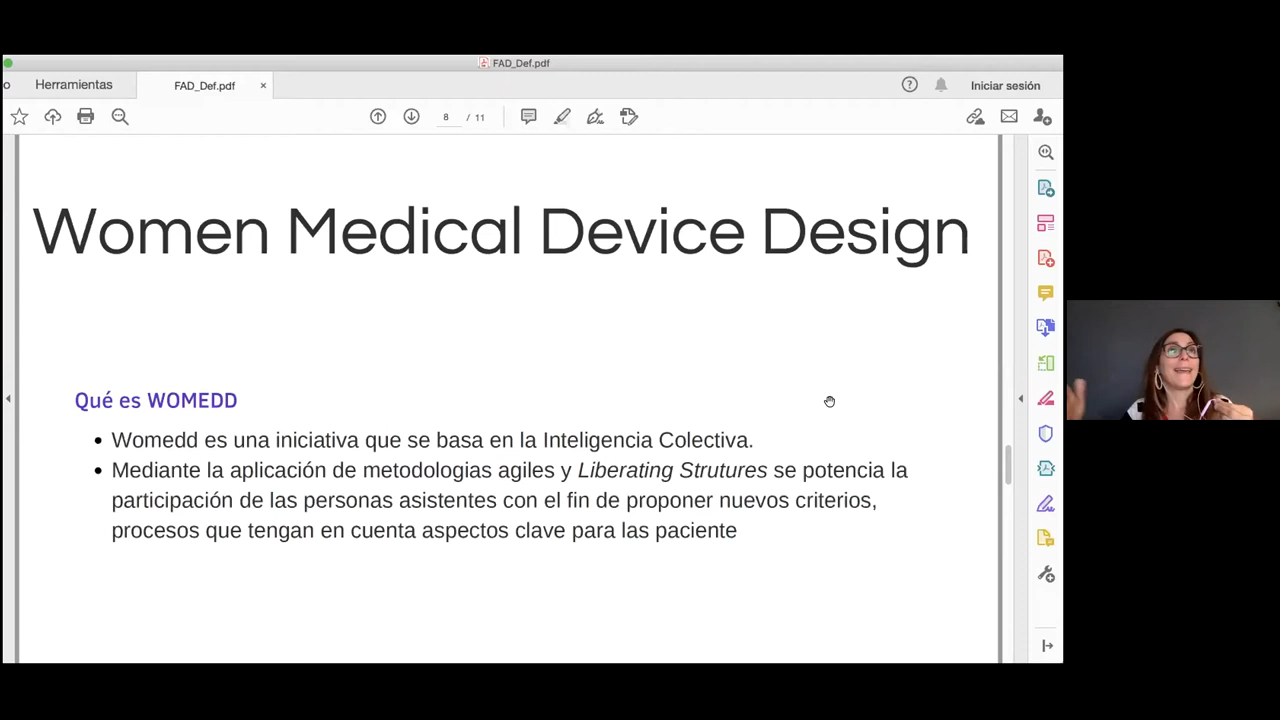 FAD_Def.pdf
o
Herramientas
FAD_Def.pdf
×
Iniciar sesión
8 / 11
Women Medical Device Design
Qué es WOMEDD
• Womedd es una iniciativa que se basa en la Inteligencia Colectiva.
• Mediante la aplicación de metodologias agiles y Liberating Strutures se potencia la
participación de las personas asistentes con el fin de proponer nuevos criterios,
procesos que tengan en cuenta aspectos clave para las paciente